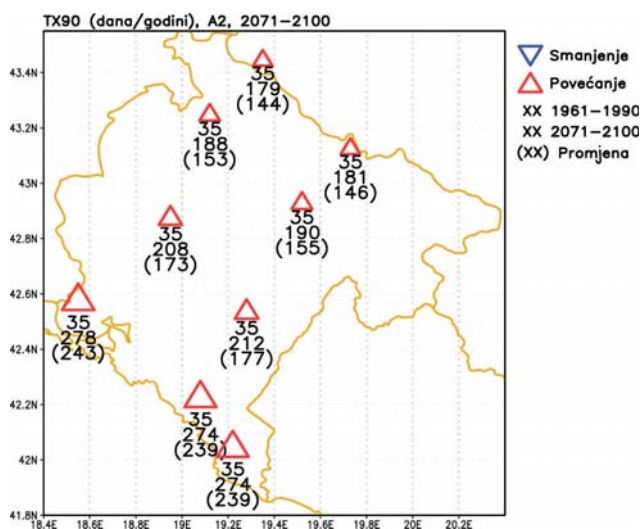 TX90 (dana/godini), A2, 2071-2100
Smanjenje
Povećanje
XX 1961-1990
XX 2071-2100
(XX) Promjena
43.4N
43.2N
43N
42.8N
42.6N
42.4N
42.2N
42N
41.8N
35
179
(144)
35
188
(153)
35
181
(146)
35
190
(155)
35
208
(173)
35
278
(243)
35
212
(177)
35
274
(239)
35
274
(239)
18.4E 18.6E 18.8E 19E 19.2E 19.4E 19.6E 19.8E 20E 20.2E